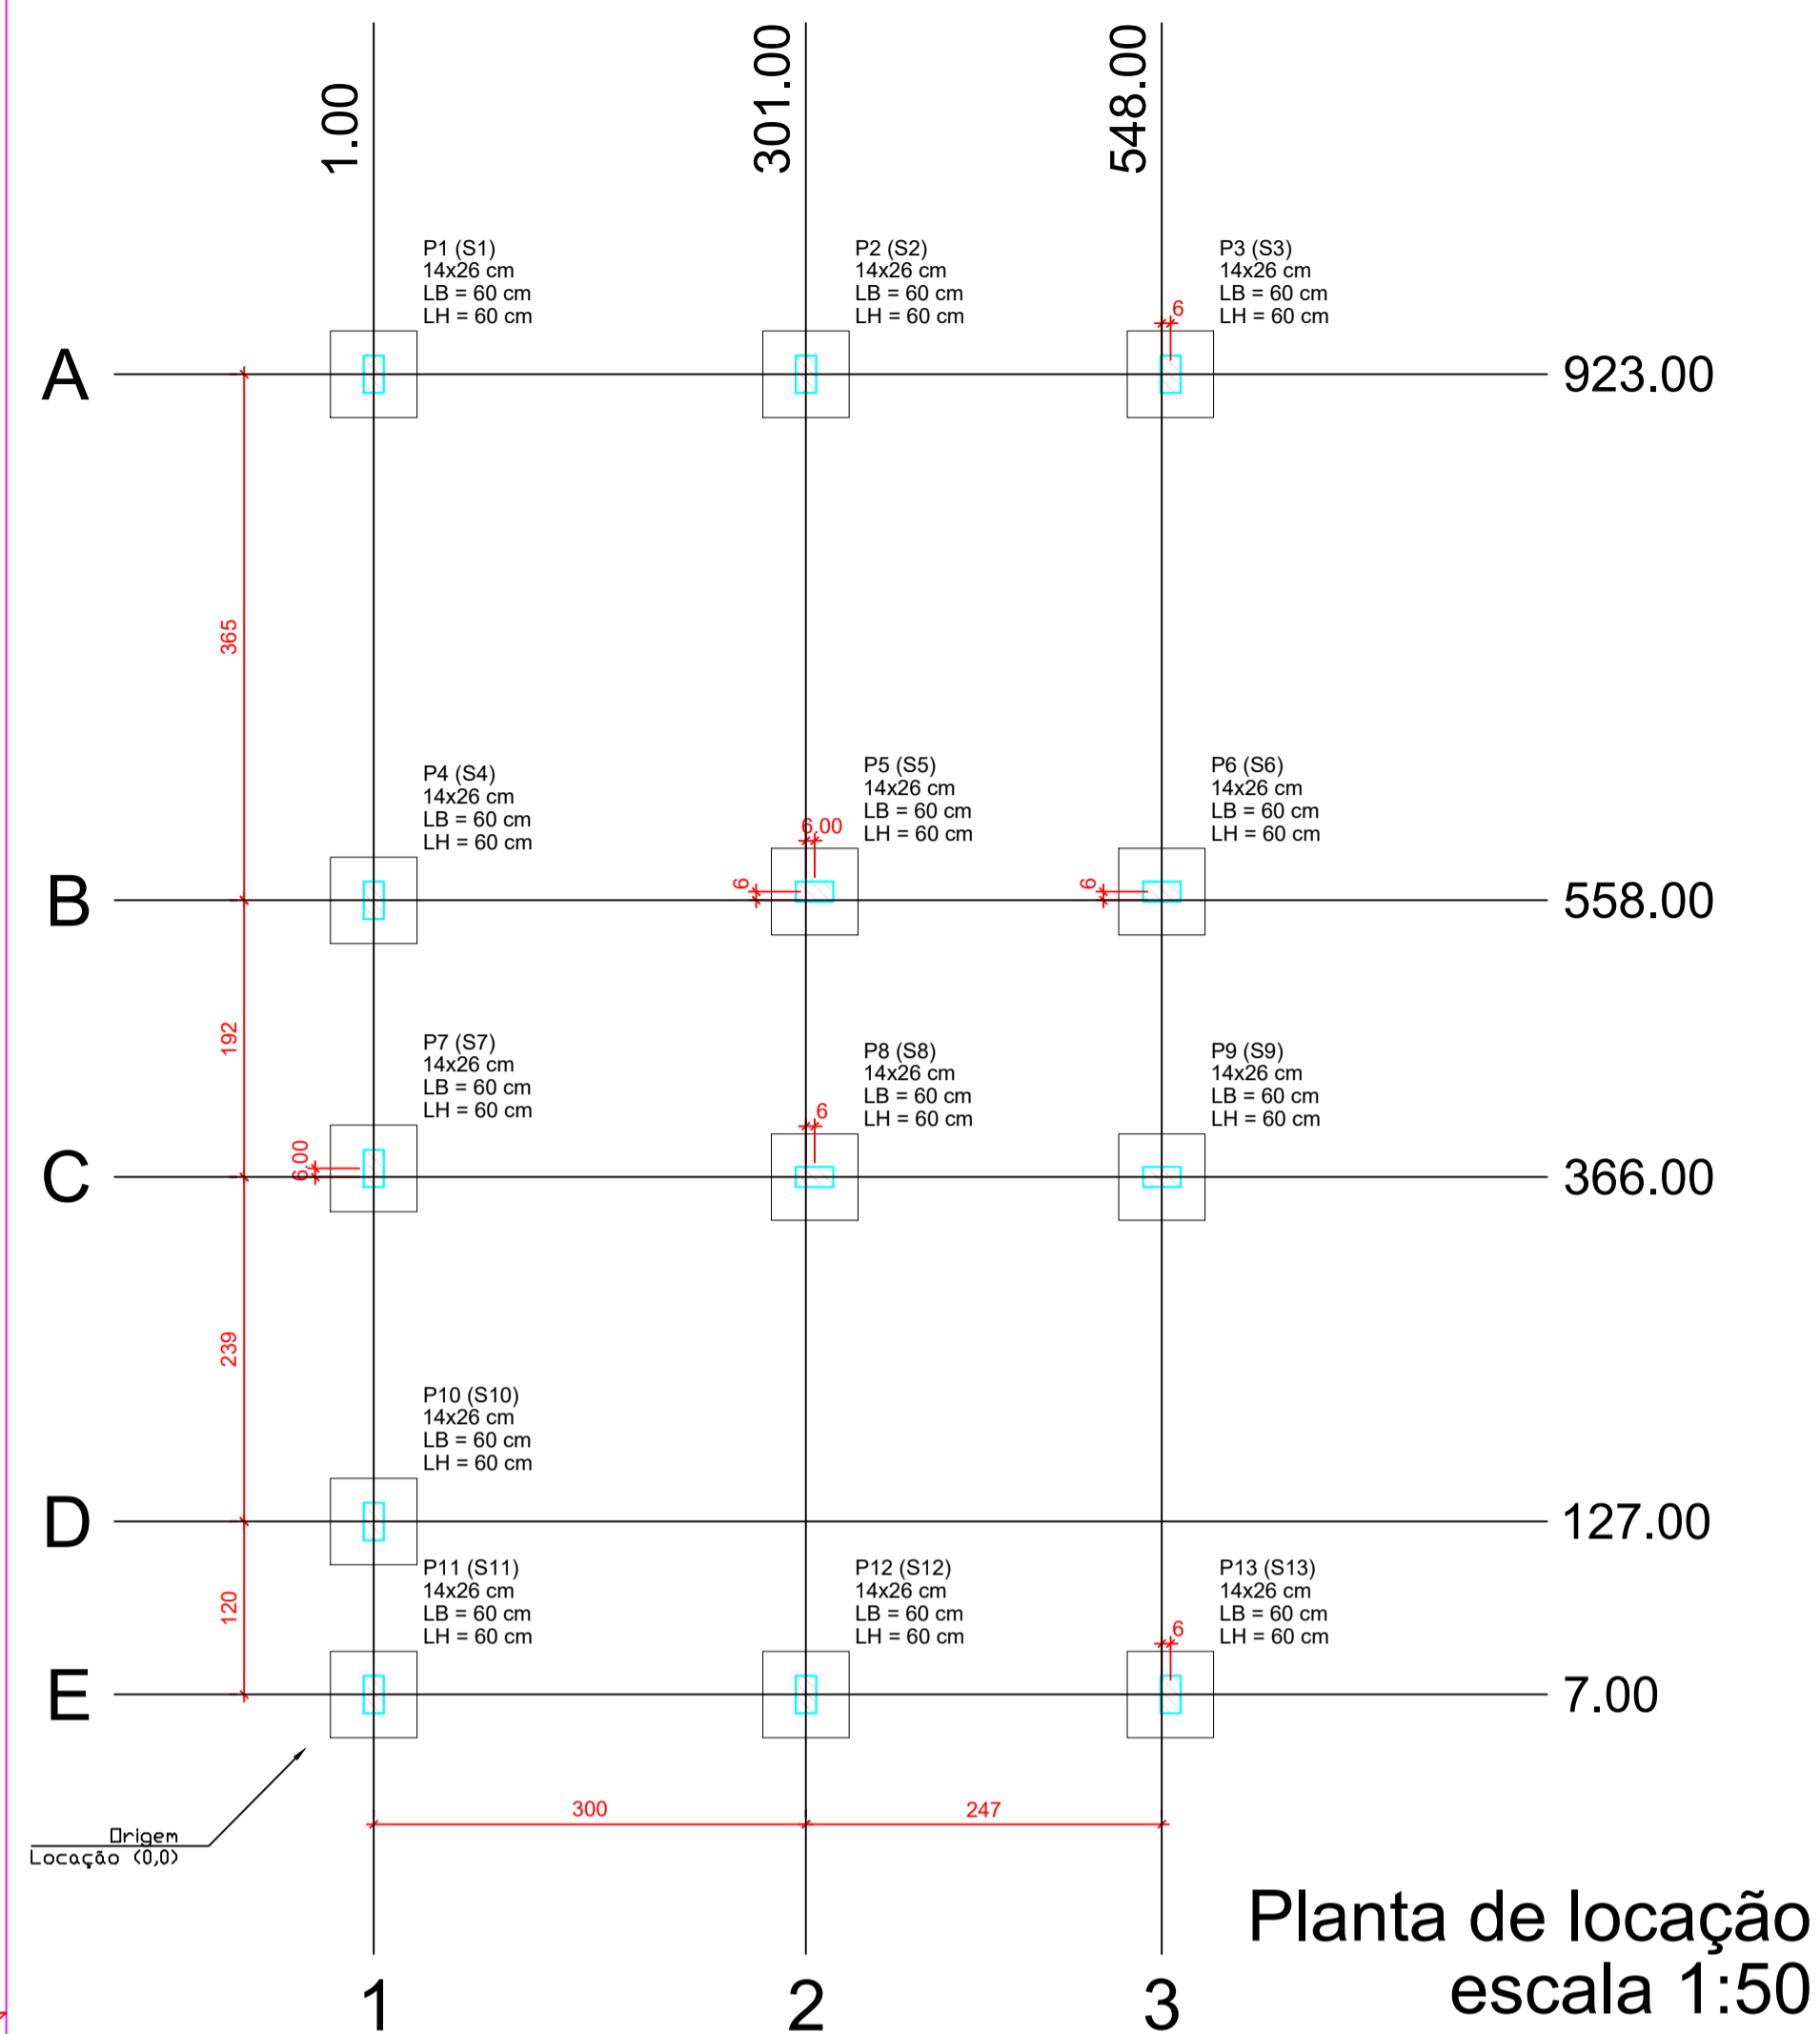 1.00
301.00
548.00
P1 (S1)
14x26 cm
LB = 60 cm
LH = 60 cm
P2 (S2)
14x26 cm
LB = 60 cm
LH = 60 cm
P3 (S3)
14x26 cm
LB = 60 cm
LH = 60 cm
6
A
923.00
365
P4 (S4)
14x26 cm
LB = 60 cm
LH = 60 cm
P5 (S5)
14x26 cm
LB = 60 cm
LH = 60 cm
6,00
6
P6 (S6)
14x26 cm
LB = 60 cm
LH = 60 cm
6
B
558.00
192
P7 (S7)
14x26 cm
LB = 60 cm
LH = 60 cm
6,00
P8 (S8)
14x26 cm
LB = 60 cm
LH = 60 cm
6
P9 (S9)
14x26 cm
LB = 60 cm
LH = 60 cm
C
366.00
239
P10 (S10)
14x26 cm
LB = 60 cm
LH = 60 cm
D
127.00
120
P11 (S11)
14x26 cm
LB = 60 cm
LH = 60 cm
P12 (S12)
14x26 cm
LB = 60 cm
LH = 60 cm
P13 (S13)
14x26 cm
LB = 60 cm
LH = 60 cm
6
E
7.00
300
247
Origem
Locação (0,0)
Planta de locação
escala 1:50
1
2
3